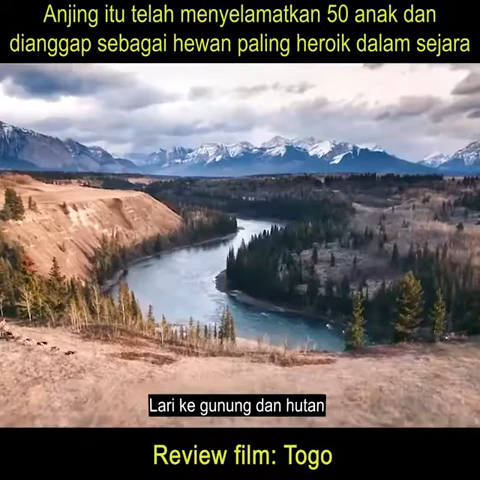 Anjing itu telah menyelamatkan 50 anak dan
dianggap sebagai hewan paling heroik dalam sejara
Lari ke gunung dan hutan
Review film: Togo